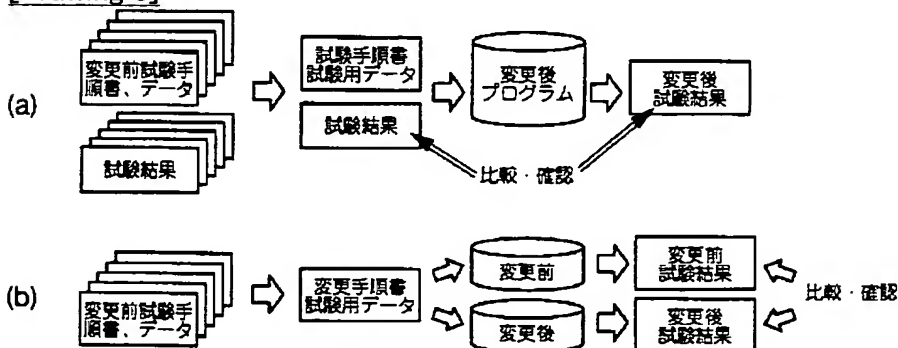 (a)
変更前試験手
順書、データ
試験結果
試験手順書
試験用データ
試験結果
変更後
プログラム
変更後
試験結果
比較・確認
(b)
変更前試験手
順書、データ
変更手順書
試験用データ
変更前
変更後
変更前
試験結果
変更後
試験結果
比較・確認